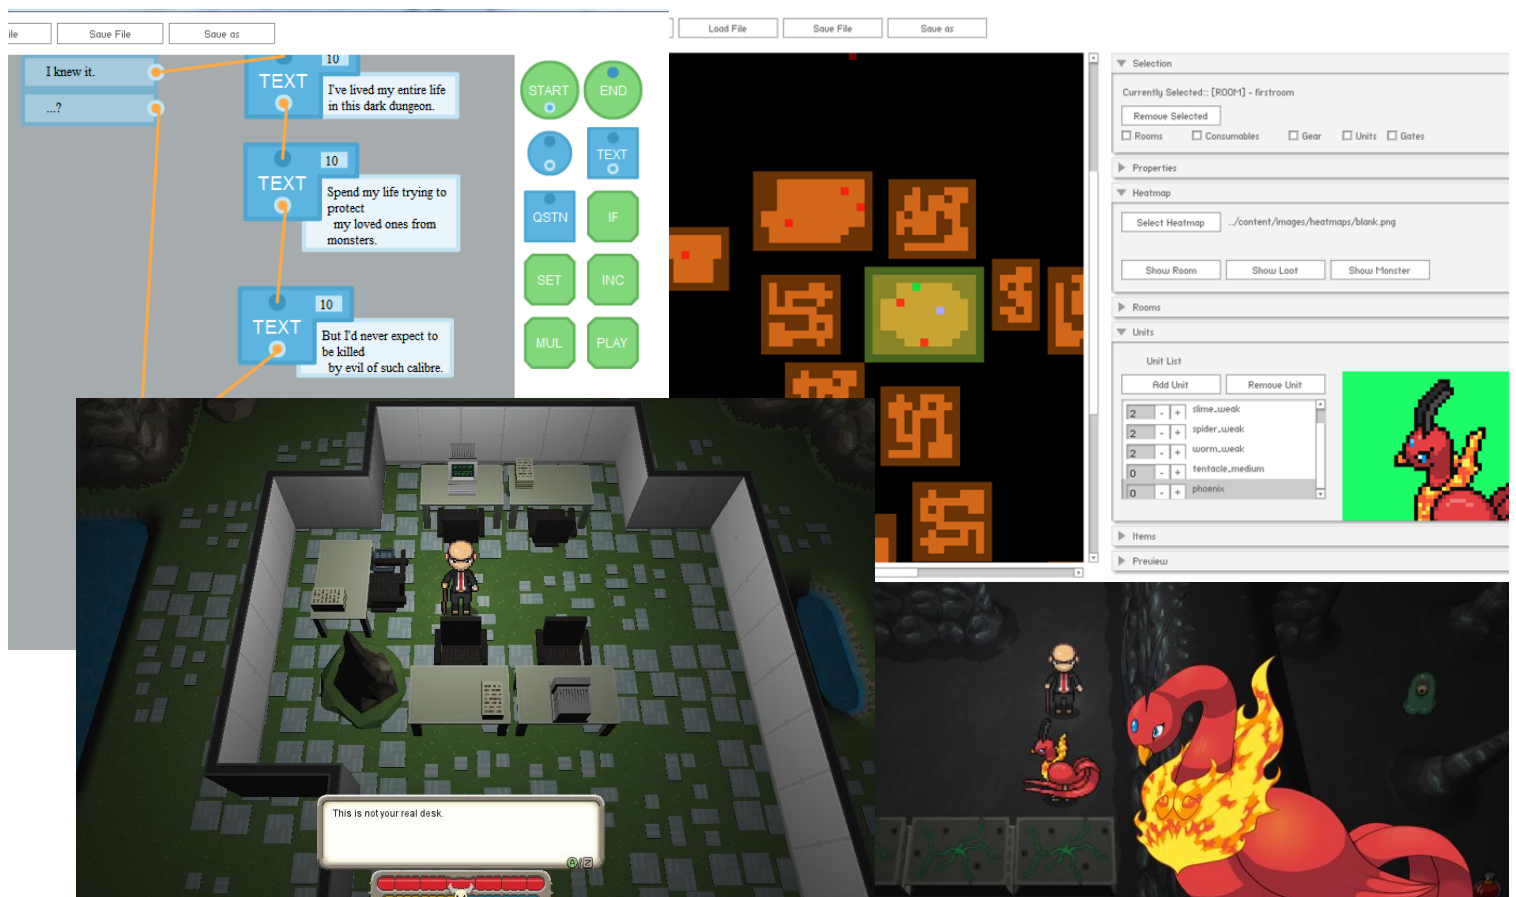 ile
Save File
Save as
I knew it.
...?
10
TEXT
I've lived my entire life
in this dark dungeon.
10
TEXT
Spend my life trying to
protect
my loved ones from
monsters.
10
TEXT
But I'd never expect to
be killed
by evil of such calibre.
START
END
TEXT
QSTN
IF
SET
INC
MUL
PLAY
Load File
Save File
Save as
Selection
Currently Selected:: [ROOM] - firstroom
Remove Selected
Rooms
Consumables
Gear
Units
Gates
Properties
Heatmap
Select Heatmap
../content/images/heatmaps/blank.png
Show Room
Show Loot
Show Monster
Rooms
Units
Unit List
Add Unit
Remove Unit
2 - + slime_weak
2 - + spider_weak
2 - + worm_weak
0 - + tentacle_medium
0 - + phoenix
Items
Preview
This is not your real desk.
A/Z